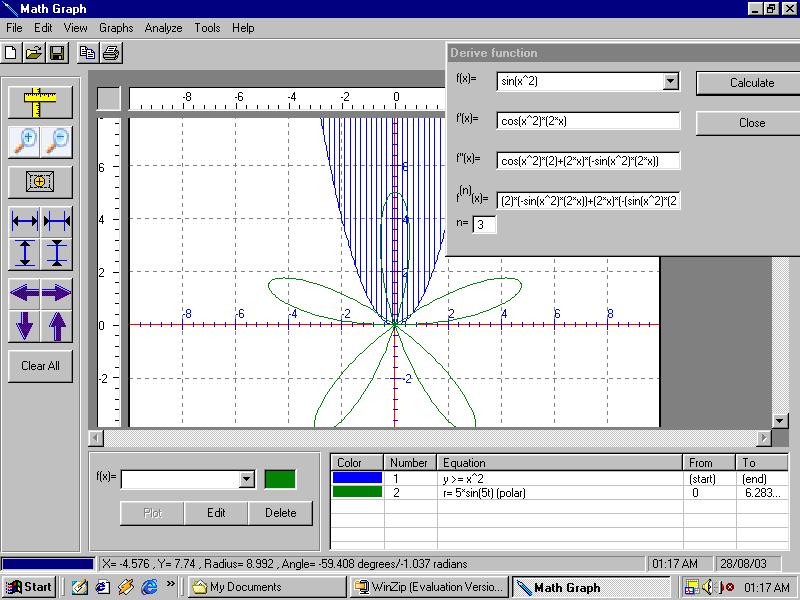 Math Graph
File Edit View Graphs Analyze Tools Help
Derive function
f(x)= sin(x^2) Calculate
f'(x)= cos(x^2)*(2*x) Close
f''(x)= cos(x^2)*(2)+(2*x)*(-sin(x^2)*(2*x))
f(n)(x)= (2)*(-sin(x^2)*(2*x))+(2*x)*(-(sin(x^2)*(2
n= 3
-8 -6 -4 -2 0
6
4
2
0
-2
6
4
2
-8 -6 -4 -2 2 4 6 8
-2
Clear All
f(x)=
Plot Edit Delete
Color Number Equation From To
1 y >= x^2 (start) (end)
2 r= 5*sin(5t) (polar) 0 6.283...
X= -4.576 , Y= 7.74 , Radius= 8.992 , Angle= -59.408 degrees/-1.037 radians 01:17 AM 28/08/03
Start » My Documents WinZip (Evaluation Versio... Math Graph 01:17 AM